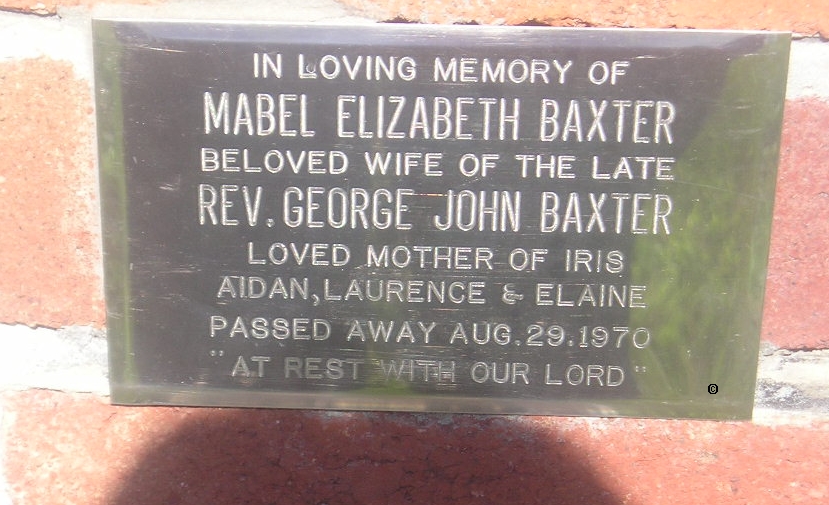 IN LOVING MEMORY OF
MABEL ELIZABETH BAXTER
BELOVED WIFE OF THE LATE
REV. GEORGE JOHN BAXTER
LOVED MOTHER OF IRIS
AIDAN, LAURENCE & ELAINE
PASSED AWAY AUG. 29. 1970
"AT REST WITH OUR LORD"
©